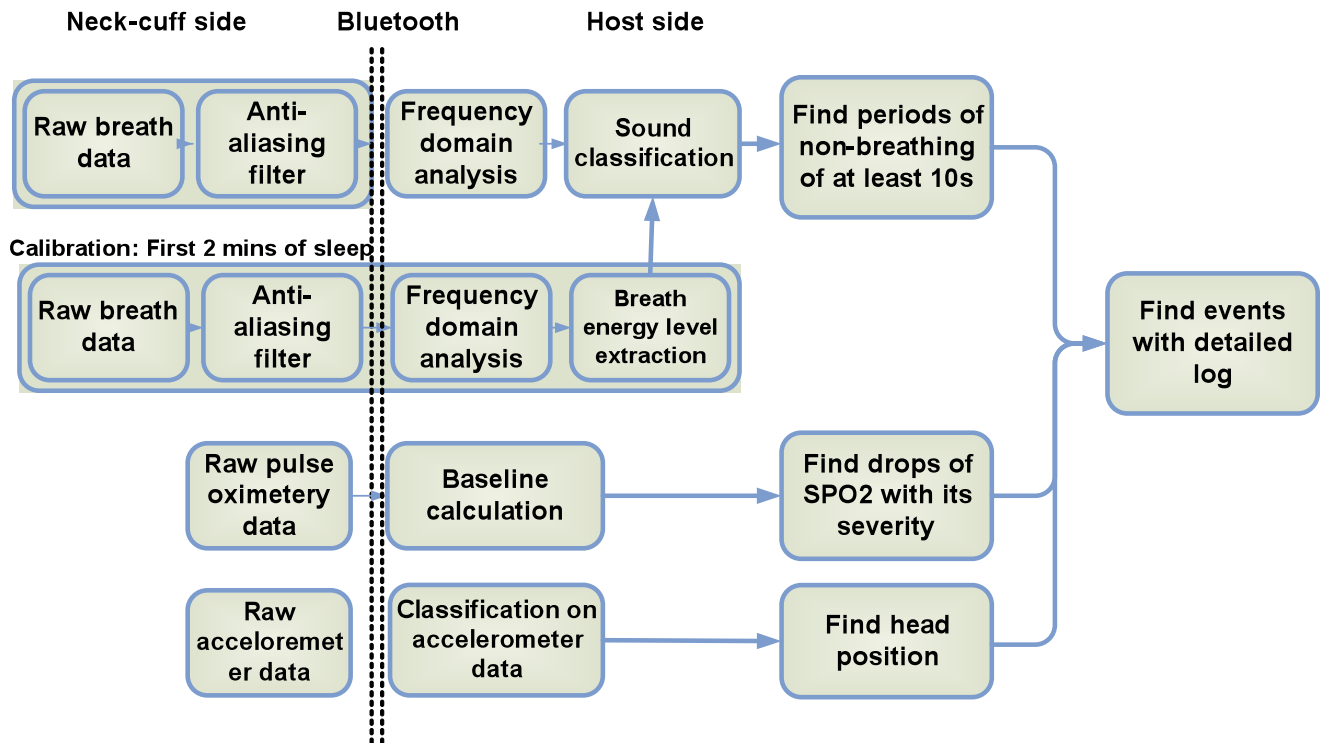 Neck-cuff side
Bluetooth
Host side
Raw breath
data
Anti-
aliasing
filter
Frequency
domain
analysis
Sound
classification
Find periods of
non-breathing
of at least 10s
Calibration: First 2 mins of sleep
Raw breath
data
Anti-
aliasing
filter
Frequency
domain
analysis
Breath
energy level
extraction
Find events
with detailed
log
Raw pulse
oximetery
data
Baseline
calculation
Find drops of
SPO2 with its
severity
Raw
acceloremet
er data
Classification on
accelerometer
data
Find head
position